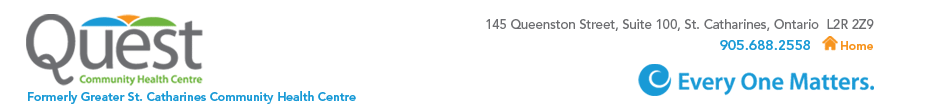 Quest
Community Health Centre
Formerly Greater St. Catharines Community Health Centre
145 Queenston Street, Suite 100, St. Catharines, Ontario  L2R 2Z9
905.688.2558 Home
Every One Matters.